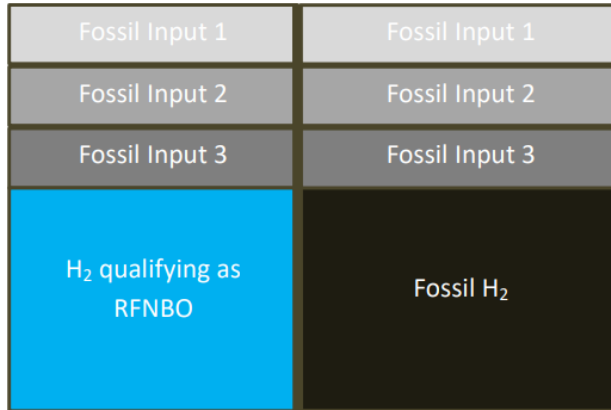 Fossil Input 1
Fossil Input 1
Fossil Input 2
Fossil Input 2
Fossil Input 3
Fossil Input 3
H₂ qualifying as
RFNBO
Fossil H₂